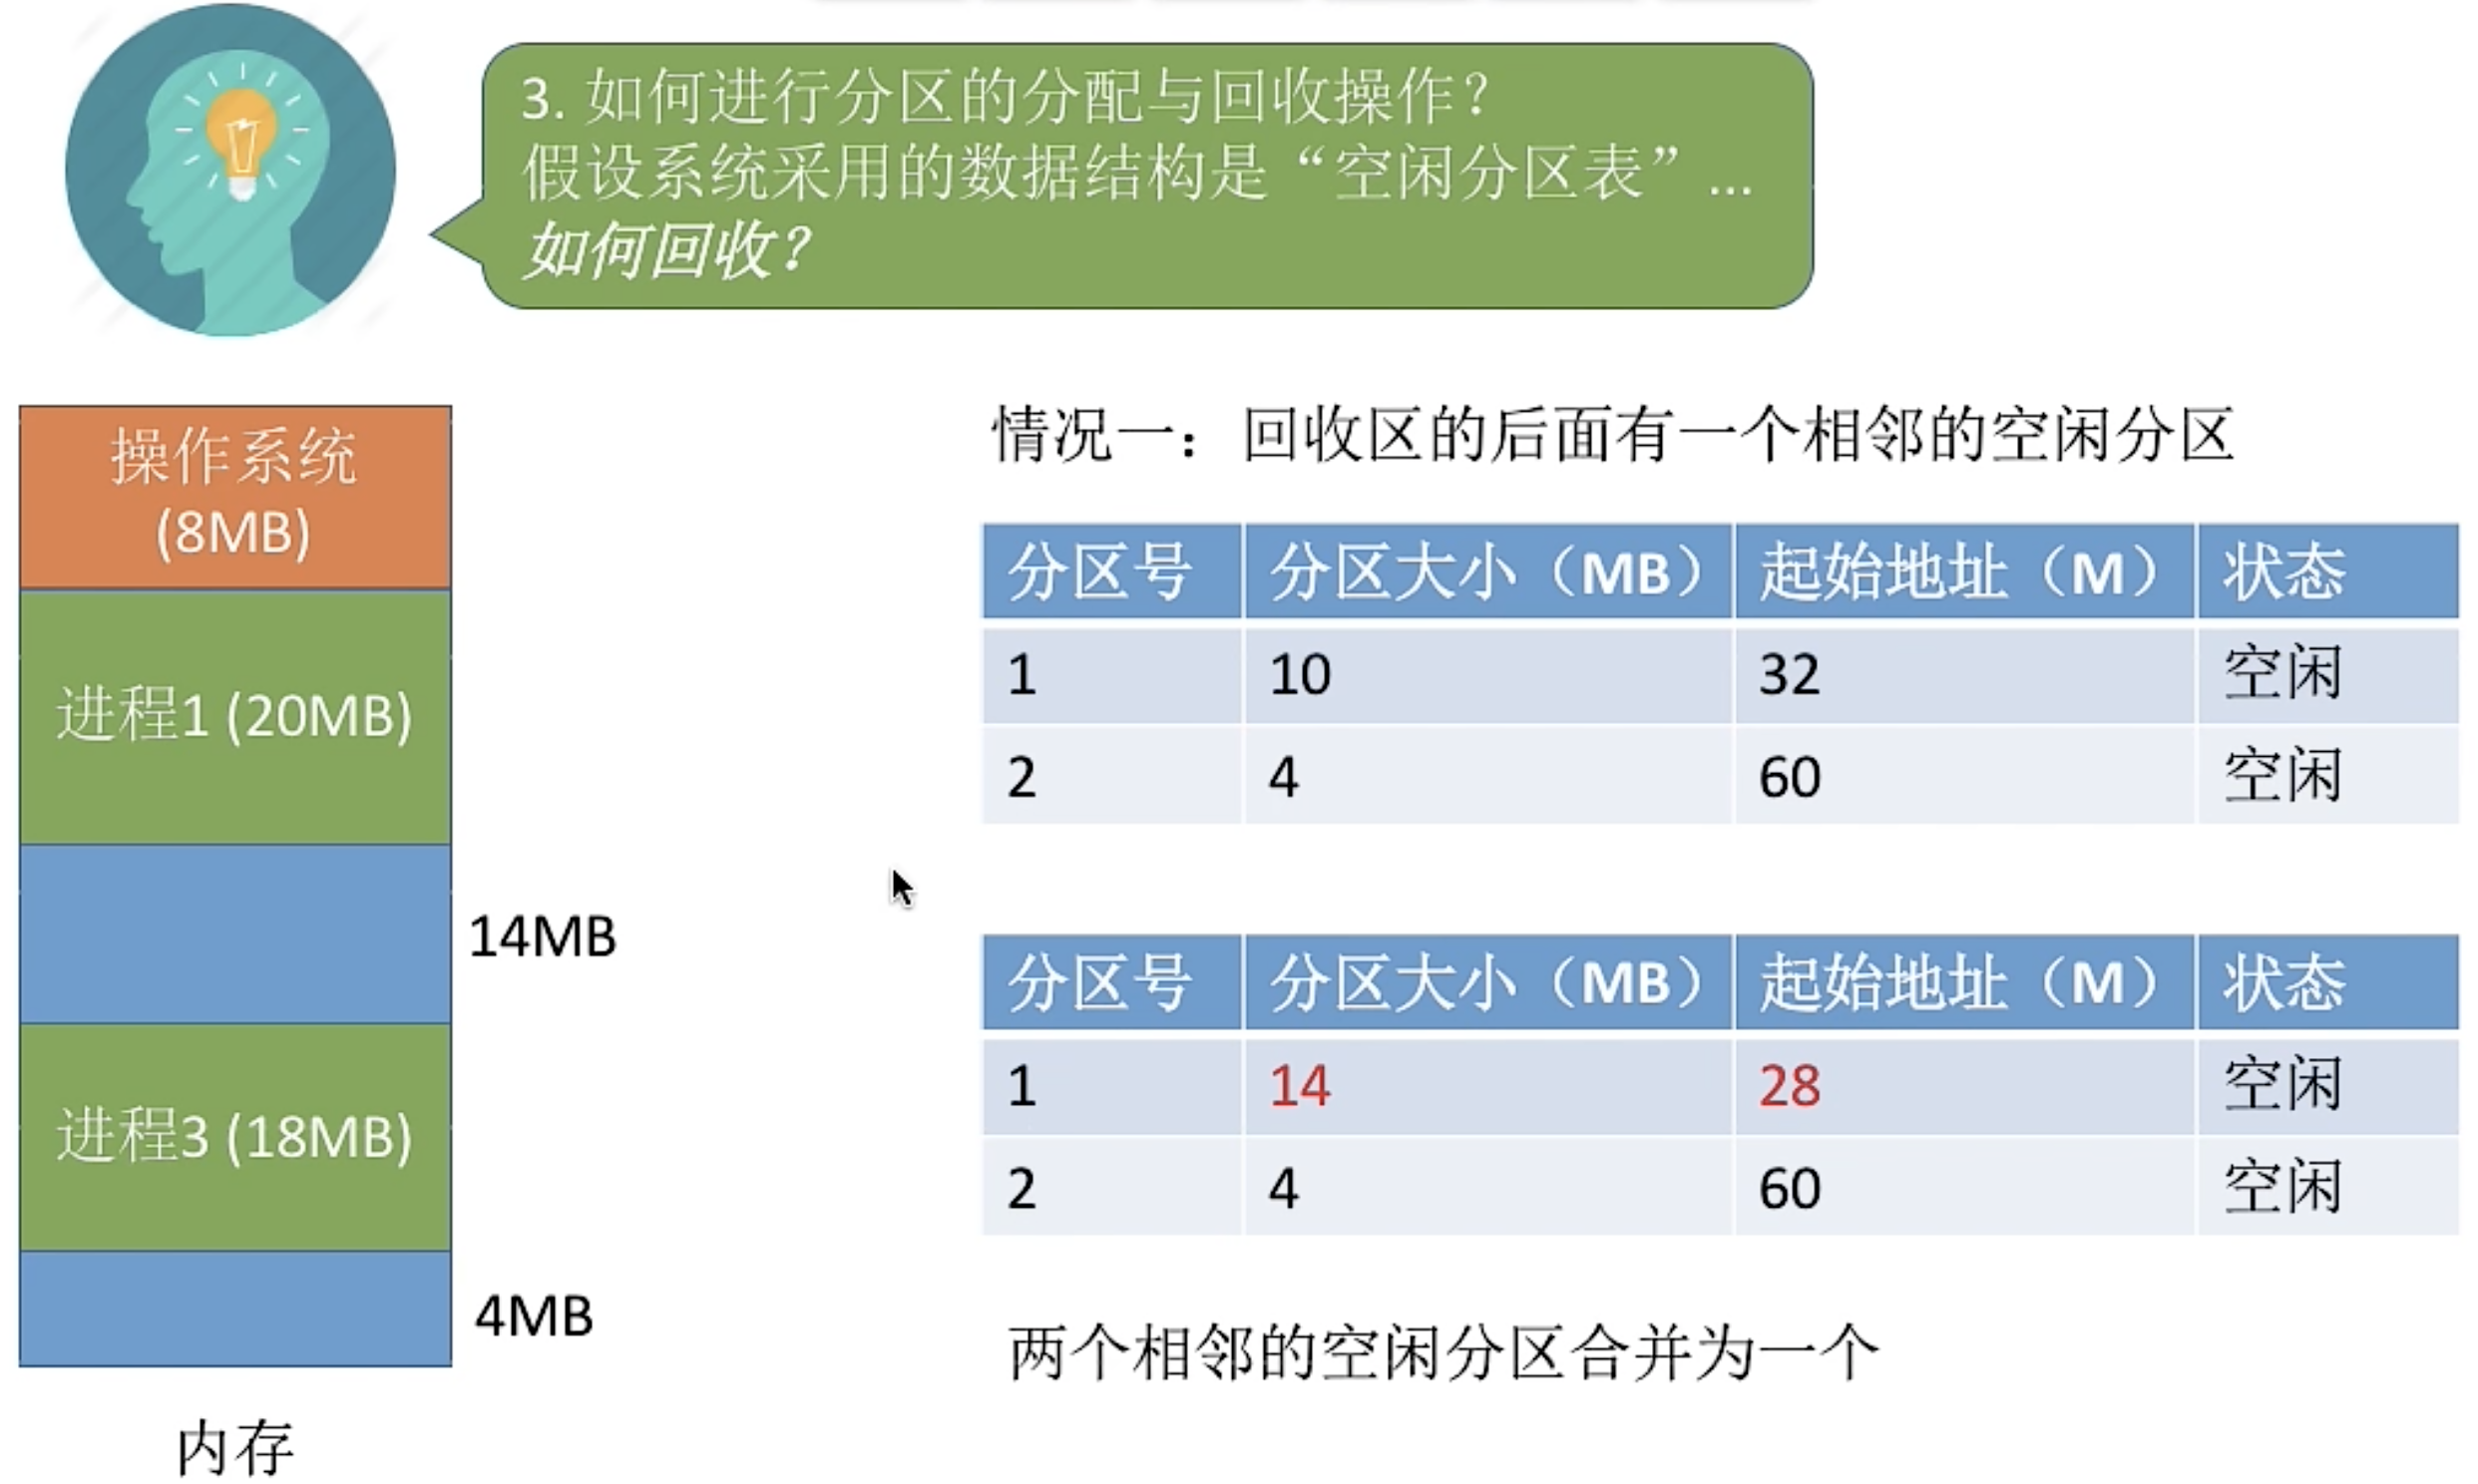 3. 如何进行分区的分配与回收操作？
假设系统采用的数据结构是“空闲分区表”...
如何回收？
操作系统
(8MB)
进程1 (20MB)
14MB
进程3 (18MB)
4MB
内存
情况一：回收区的后面有一个相邻的空闲分区
分区号 分区大小（MB） 起始地址（M） 状态
1 10 32 空闲
2 4 60 空闲
分区号 分区大小（MB） 起始地址（M） 状态
1 14 28 空闲
2 4 60 空闲
两个相邻的空闲分区合并为一个